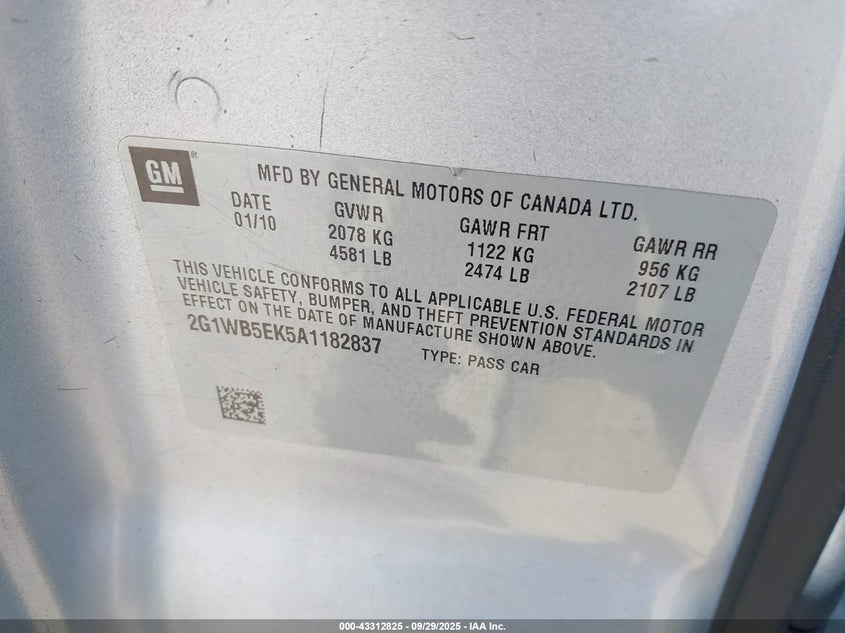 GM®
MFD BY GENERAL MOTORS OF CANADA LTD.
DATE GVWR GAWR FRT GAWR RR
01/10 2078 KG 1122 KG 956 KG
4581 LB 2474 LB 2107 LB
THIS VEHICLE CONFORMS TO ALL APPLICABLE U.S. FEDERAL MOTOR
VEHICLE SAFETY, BUMPER, AND THEFT PREVENTION STANDARDS IN
EFFECT ON THE DATE OF MANUFACTURE SHOWN ABOVE.
2G1WB5EK5A1182837 TYPE: PASS CAR
000-43312825 - 09/29/2025 - IAA Inc.